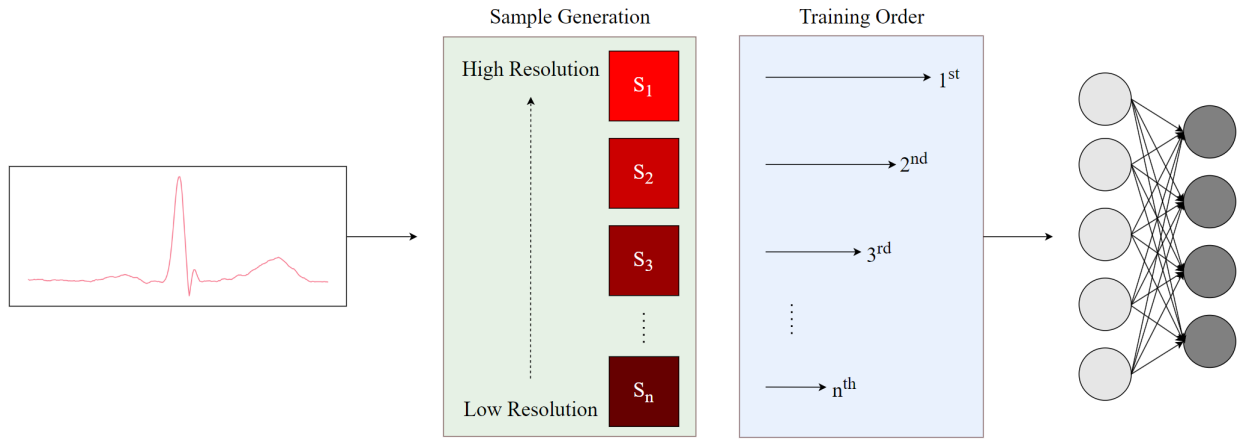 Sample Generation
Training Order
High Resolution
S1
1st
S2
2nd
S3
3rd
Low Resolution
Sn
nth